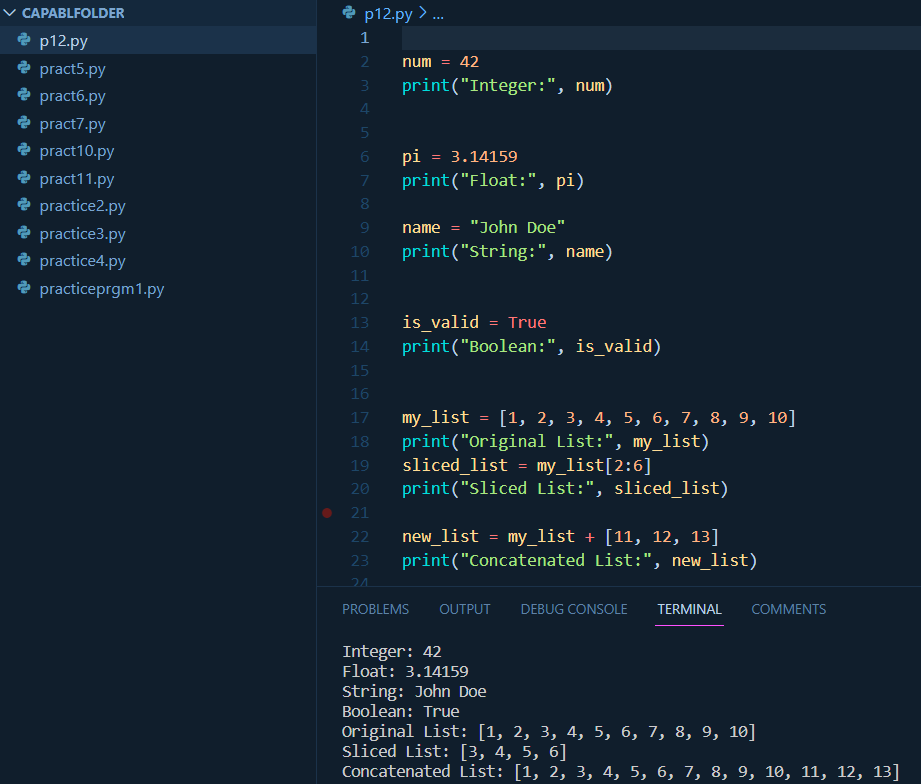 CAPABLFOLDER
p12.py
pract5.py
pract6.py
pract7.py
pract10.py
pract11.py
practice2.py
practice3.py
practice4.py
practiceprgm1.py
p12.py > ...
1
2 num = 42
3 print("Integer:", num)
4
5
6 pi = 3.14159
7 print("Float:", pi)
8
9 name = "John Doe"
10 print("String:", name)
11
12
13 is_valid = True
14 print("Boolean:", is_valid)
15
16
17 my_list = [1, 2, 3, 4, 5, 6, 7, 8, 9, 10]
18 print("Original List:", my_list)
19 sliced_list = my_list[2:6]
20 print("Sliced List:", sliced_list)
21
22 new_list = my_list + [11, 12, 13]
23 print("Concatenated List:", new_list)
24
PROBLEMS OUTPUT DEBUG CONSOLE TERMINAL COMMENTS
Integer: 42
Float: 3.14159
String: John Doe
Boolean: True
Original List: [1, 2, 3, 4, 5, 6, 7, 8, 9, 10]
Sliced List: [3, 4, 5, 6]
Concatenated List: [1, 2, 3, 4, 5, 6, 7, 8, 9, 10, 11, 12, 13]